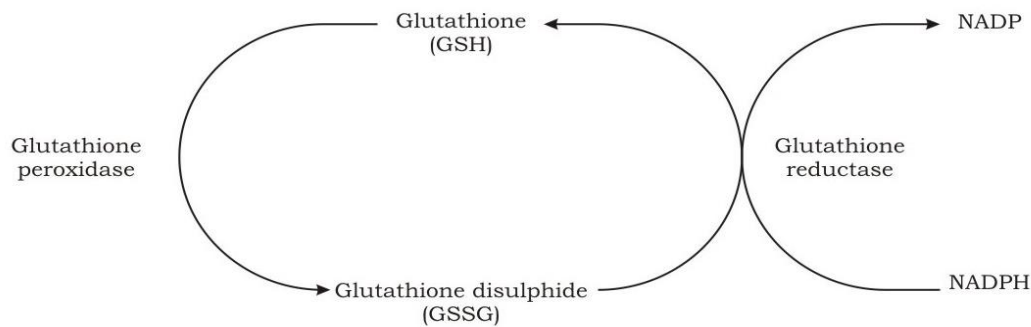 Glutathione
(GSH)
NADP
Glutathione
peroxidase
Glutathione
reductase
Glutathione disulphide
(GSSG)
NADPH